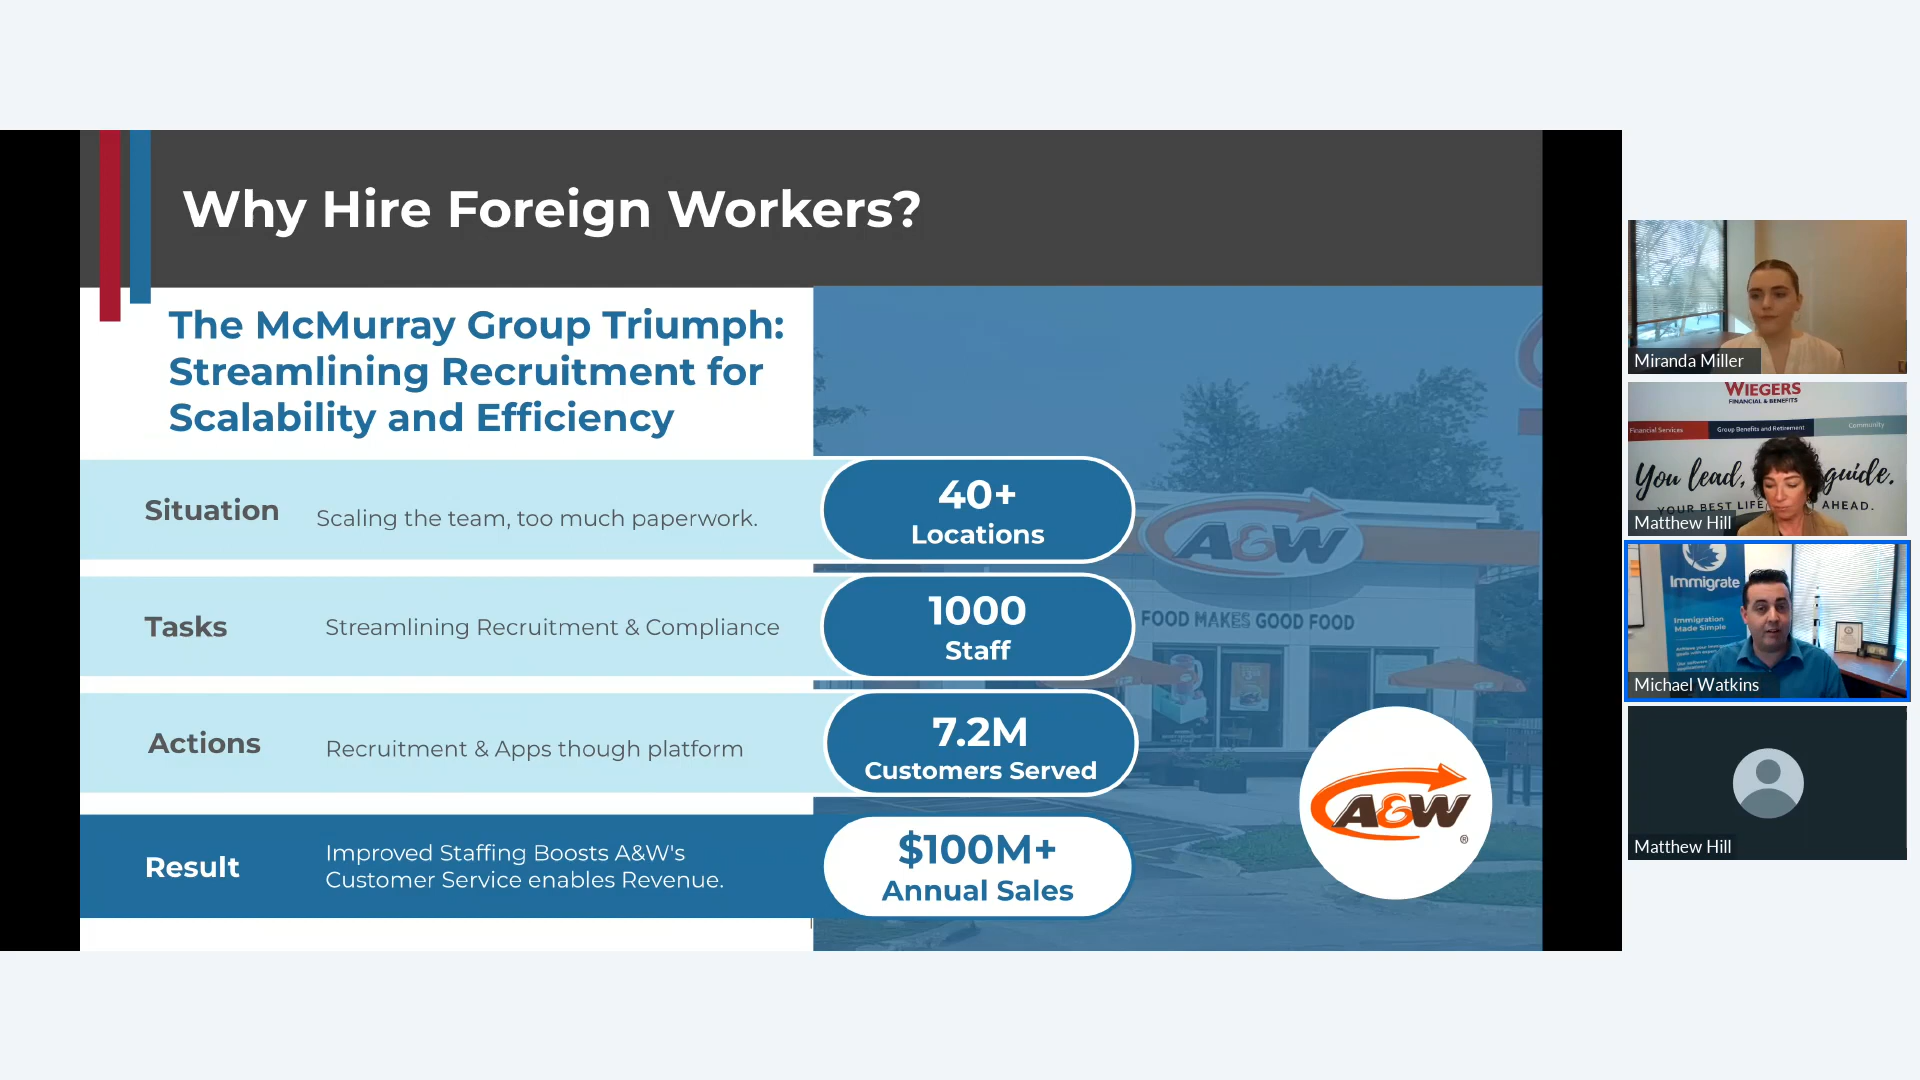 Why Hire Foreign Workers?
The McMurray Group Triumph:
Streamlining Recruitment for
Scalability and Efficiency
Situation
Scaling the team, too much paperwork.
40+
Locations
Tasks
Streamlining Recruitment & Compliance
1000
Staff
Actions
Recruitment & Apps though platform
7.2M
Customers Served
Result
Improved Staffing Boosts A&W's
Customer Service enables Revenue.
$100M+
Annual Sales
A&W
FOOD MAKES GOOD FOOD
A&W
®
Miranda Miller
WIEGERS
FINANCIAL & BENEFITS
Financial Services
Group Benefits and Retirement
Community
You lead, guide.
YOUR BEST LIFE AHEAD.
Matthew Hill
Immigrate
Immigration
Made Simple
Michael Watkins
Matthew Hill